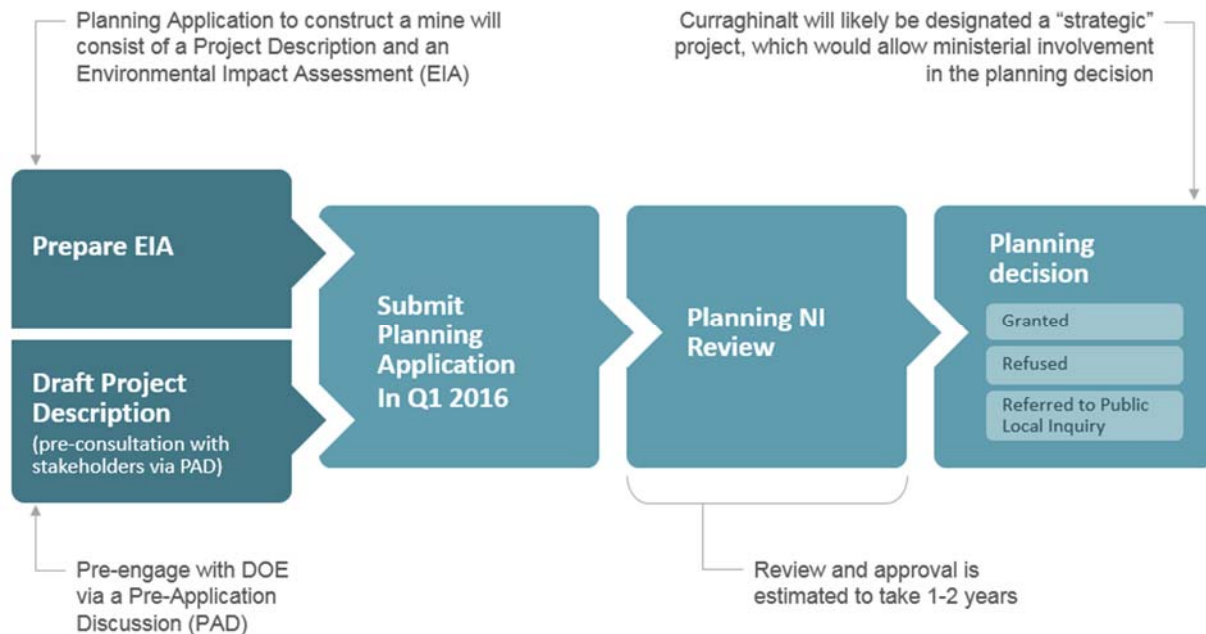 Planning Application to construct a mine will
consist of a Project Description and an
Environmental Impact Assessment (EIA)
Curraghinalt will likely be designated a “strategic”
project, which would allow ministerial involvement
in the planning decision
Prepare EIA
Draft Project
Description
(pre-consultation with
stakeholders via PAD)
Submit
Planning
Application
In Q1 2016
Planning NI
Review
Planning
decision
Granted
Refused
Referred to Public
Local Inquiry
Pre-engage with DOE
via a Pre-Application
Discussion (PAD)
Review and approval is
estimated to take 1-2 years